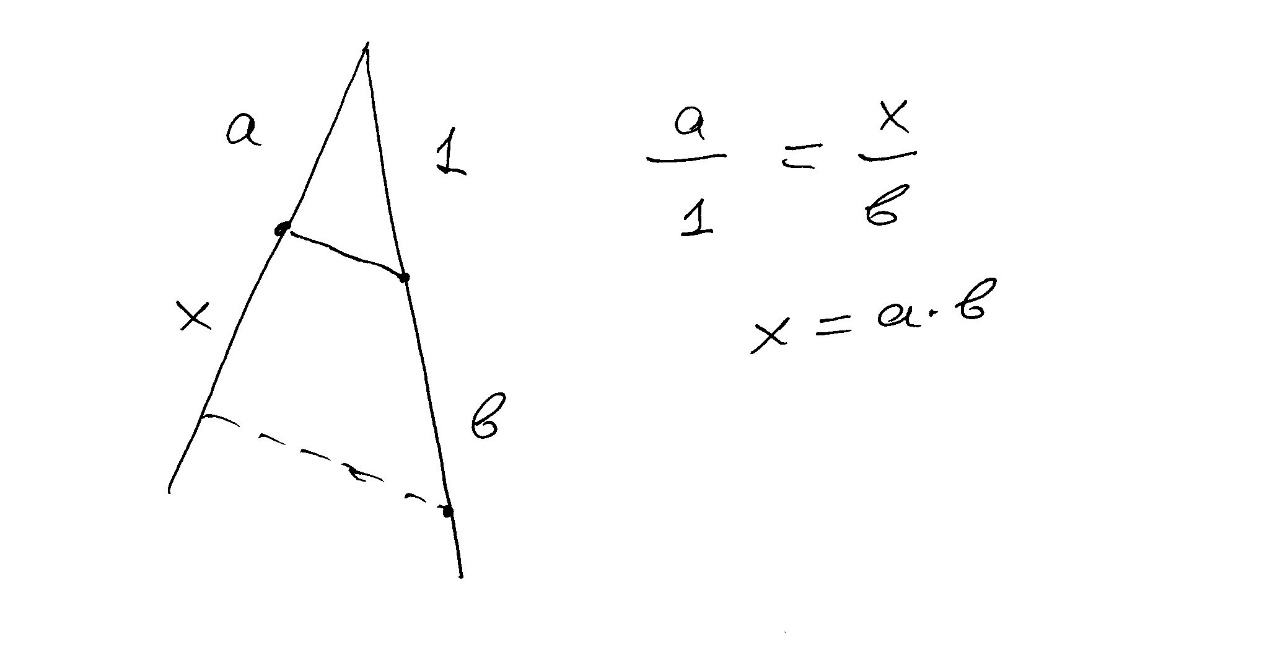 a
1
x
в
a/1 = x/в
x = a · в